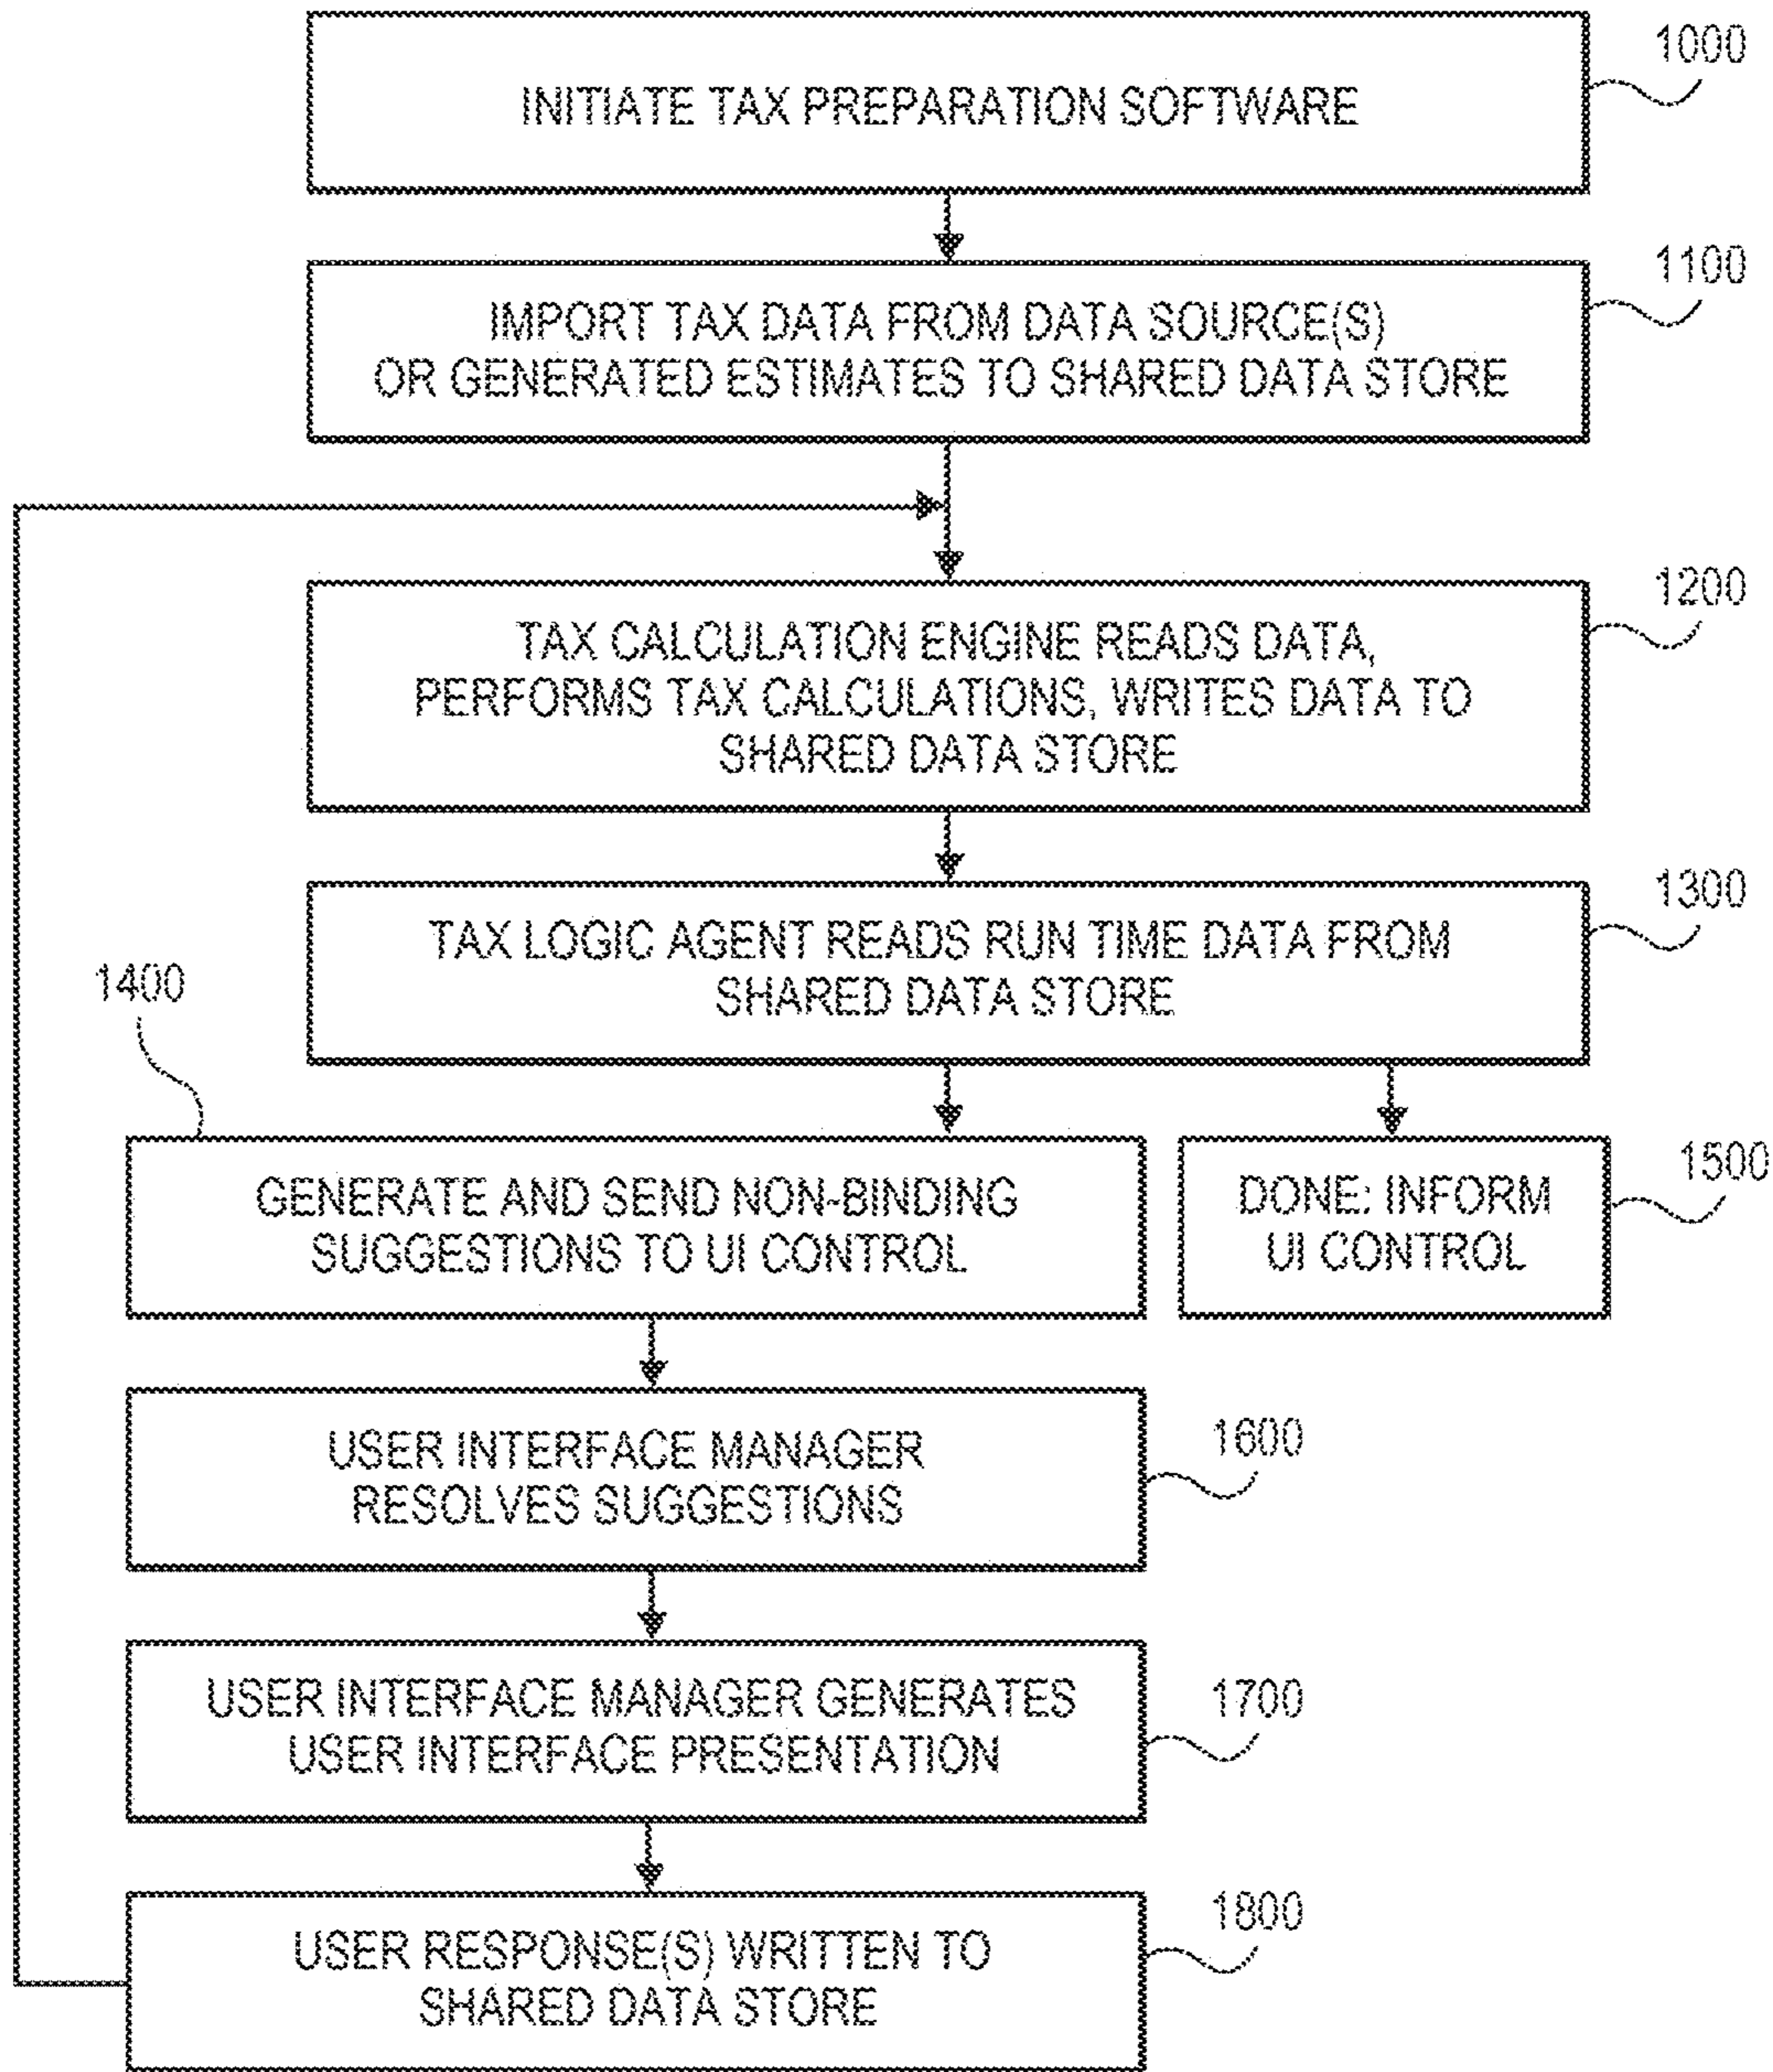 1000
INITIATE TAX PREPARATION SOFTWARE
1100
IMPORT TAX DATA FROM DATA SOURCE(S)
OR GENERATED ESTIMATES TO SHARED DATA STORE
1200
TAX CALCULATION ENGINE READS DATA,
PERFORMS TAX CALCULATIONS, WRITES DATA TO
SHARED DATA STORE
1300
TAX LOGIC AGENT READS RUN TIME DATA FROM
SHARED DATA STORE
1400
GENERATE AND SEND NON-BINDING
SUGGESTIONS TO UI CONTROL
1500
DONE: INFORM
UI CONTROL
1600
USER INTERFACE MANAGER
RESOLVES SUGGESTIONS
1700
USER INTERFACE MANAGER GENERATES
USER INTERFACE PRESENTATION
1800
USER RESPONSE(S) WRITTEN TO
SHARED DATA STORE